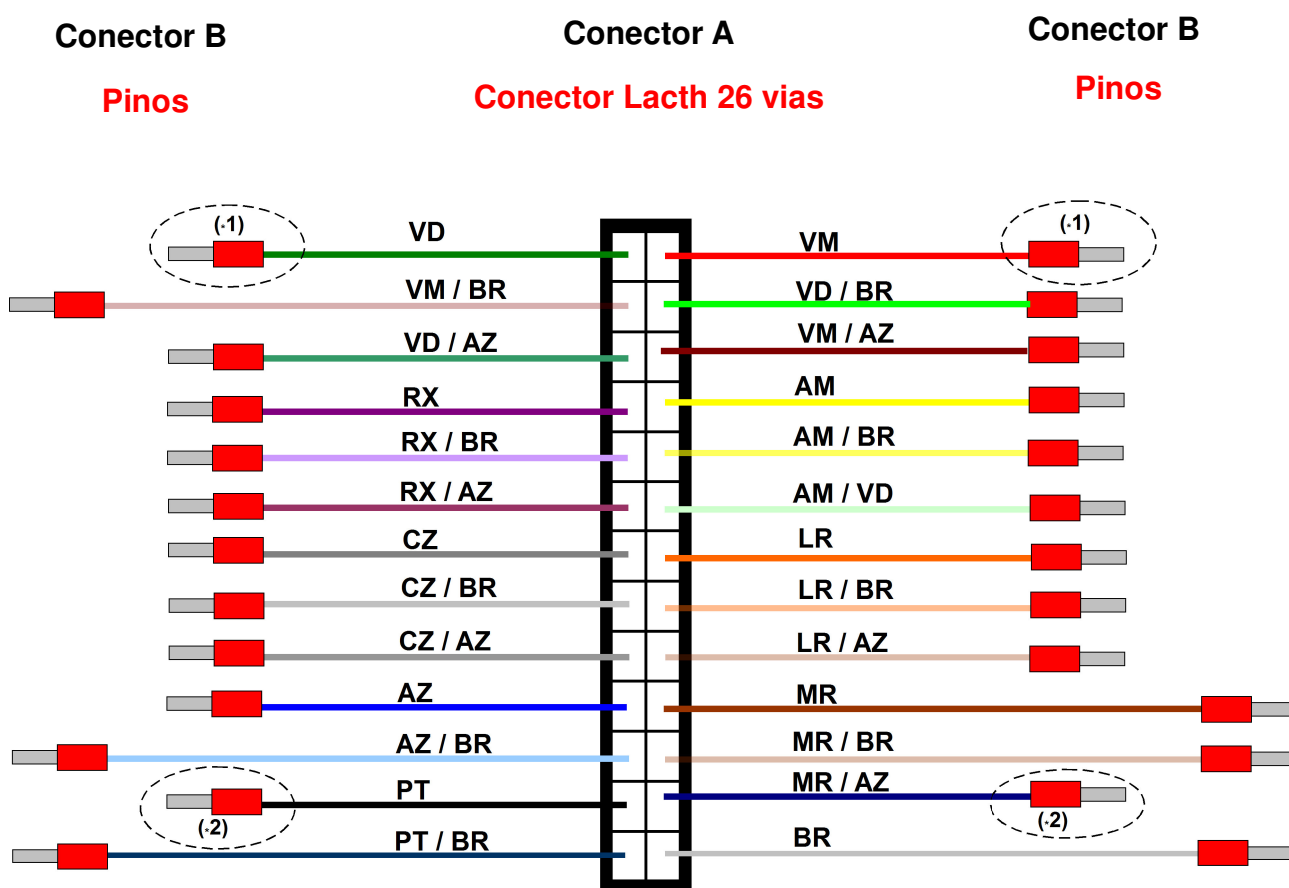 Conector B
Conector A
Conector B
Pinos
Conector Lacth 26 vias
Pinos
(*1)
VD
VM
(*1)
VM / BR
VD / BR
VD / AZ
VM / AZ
RX
AM
RX / BR
AM / BR
RX / AZ
AM / VD
CZ
LR
CZ / BR
LR / BR
CZ / AZ
LR / AZ
AZ
MR
AZ / BR
MR / BR
PT
MR / AZ
(*2)
(*2)
PT / BR
BR